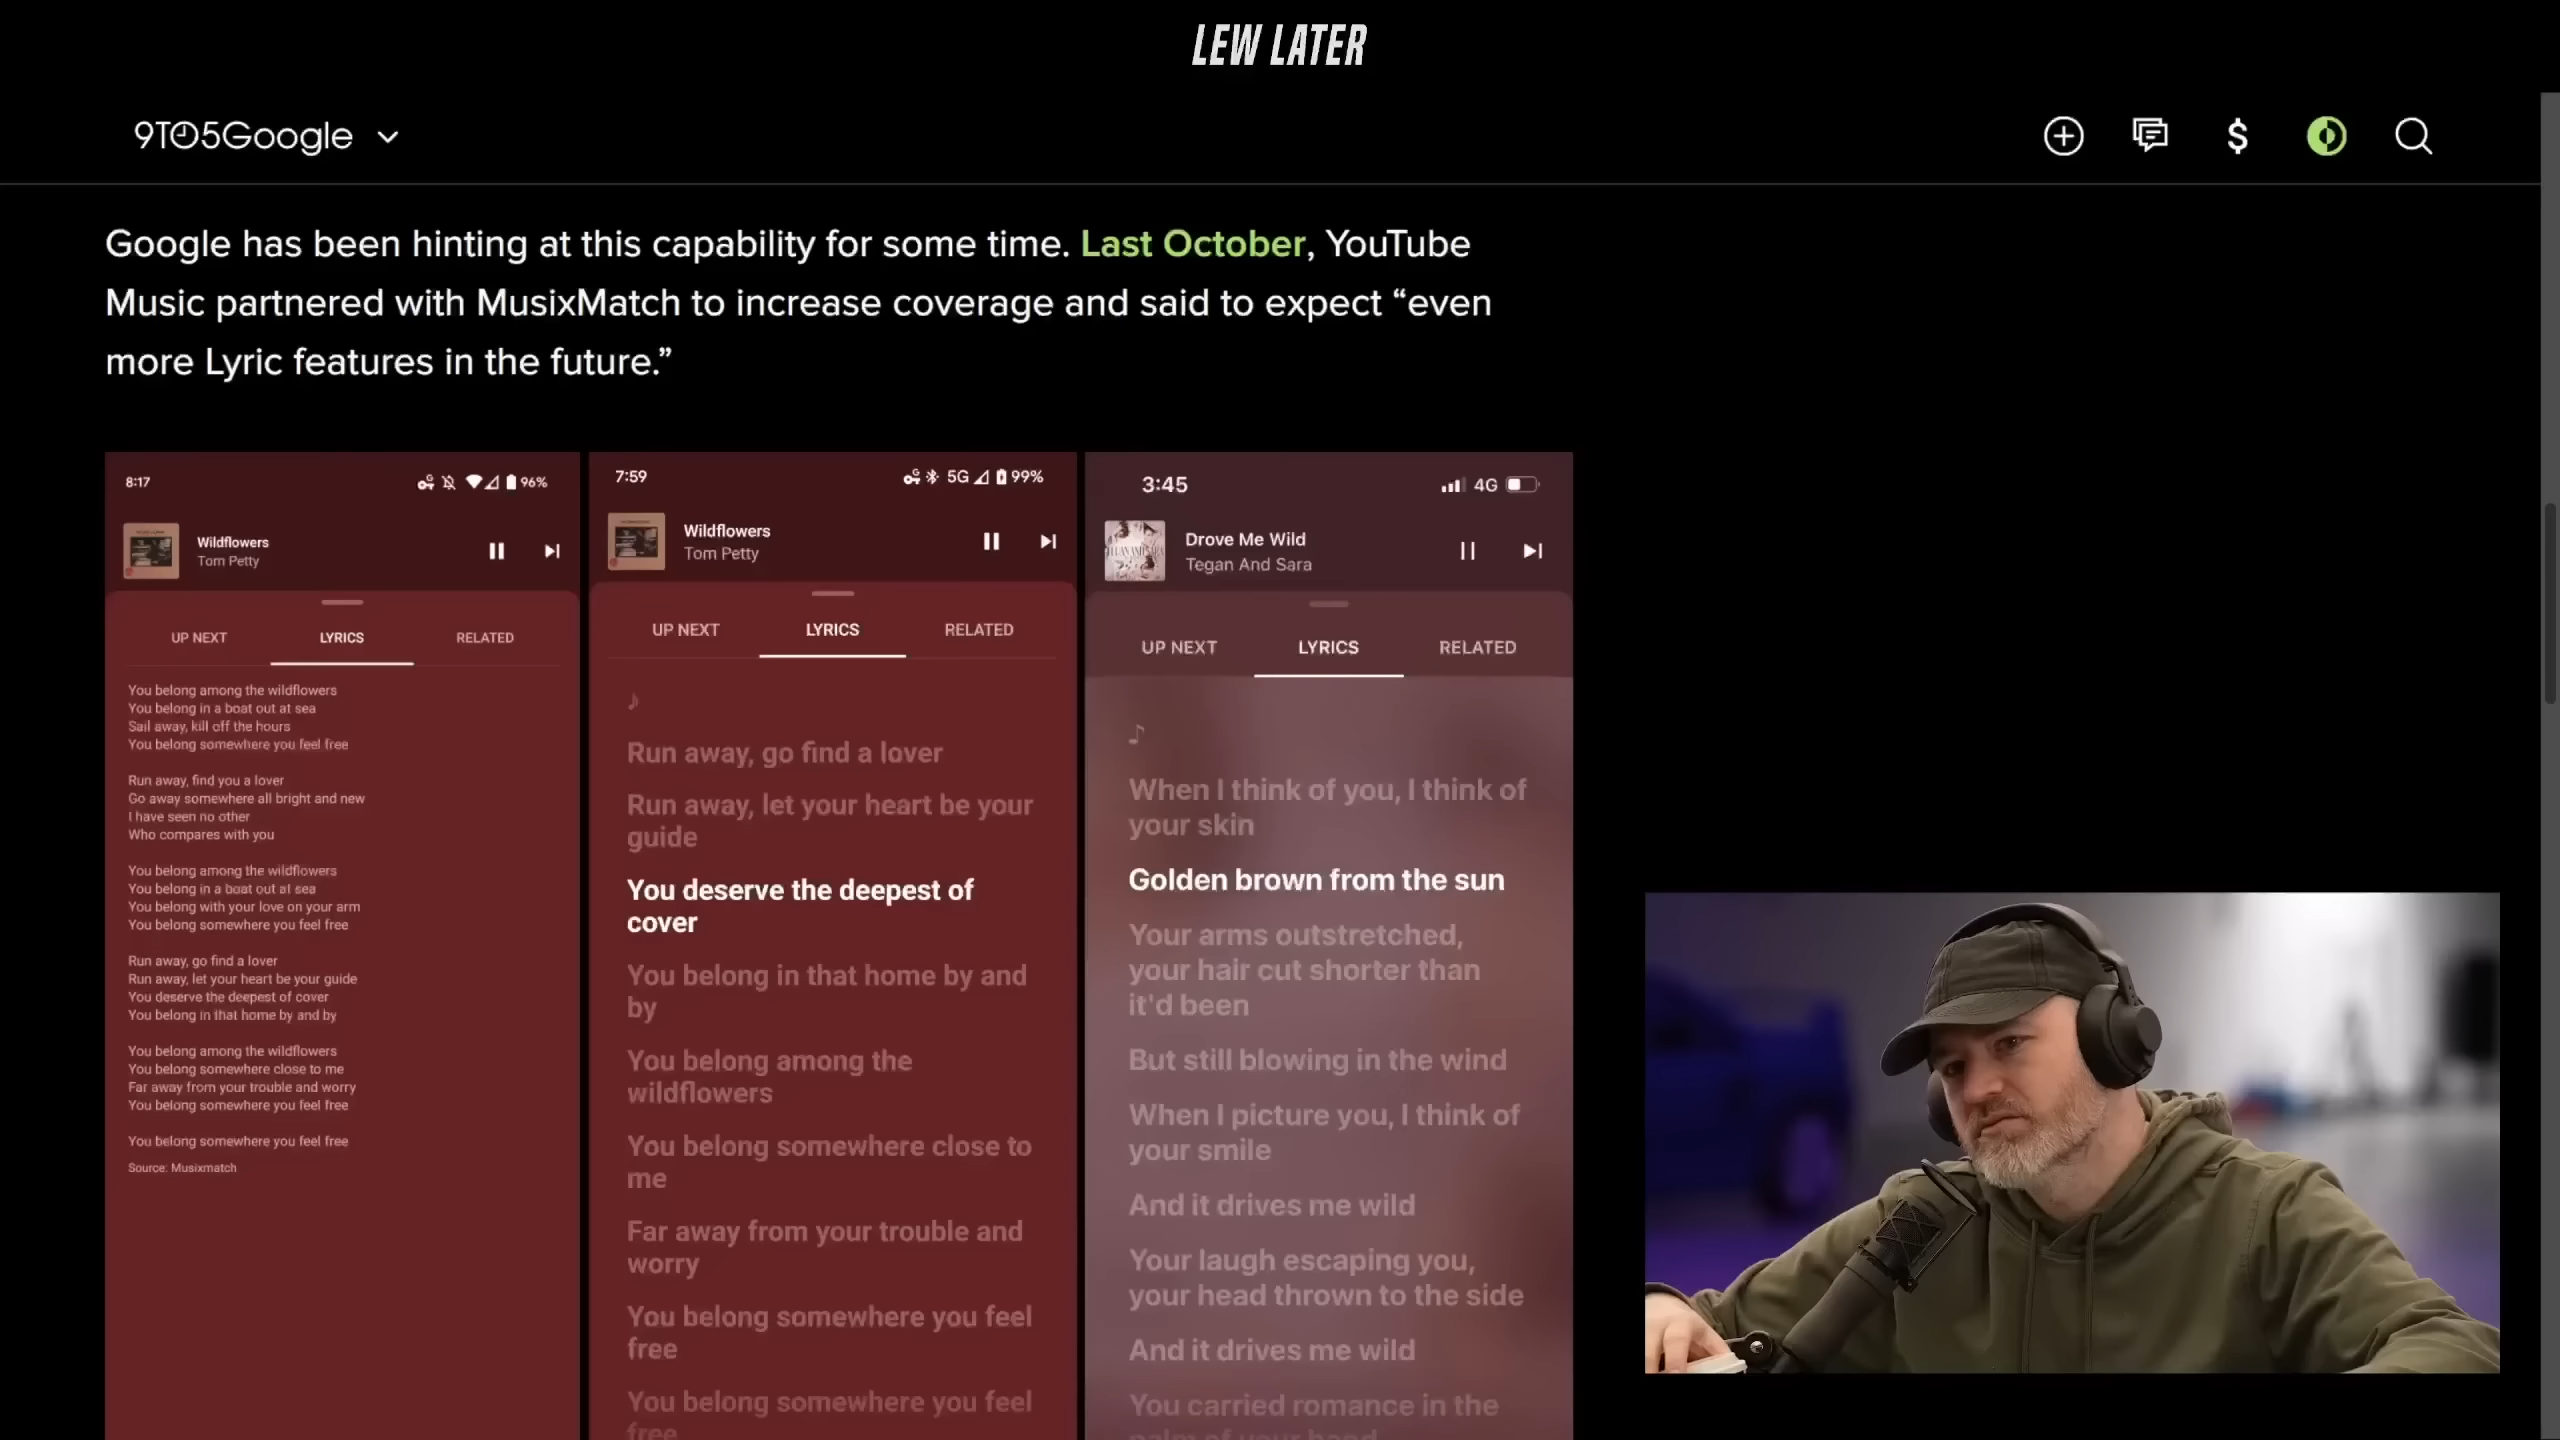 LEW LATER
9TO5Google
Google has been hinting at this capability for some time. Last October, YouTube
Music partnered with MusixMatch to increase coverage and said to expect “even
more Lyric features in the future.”
8:17
96%
Wildflowers
Tom Petty
UP NEXT LYRICS RELATED
You belong among the wildflowers
You belong in a boat out at sea
Sail away, kill off the hours
You belong somewhere you feel free
Run away, find you a lover
Go away somewhere all bright and new
I have seen no other
Who compares with you
You belong among the wildflowers
You belong in a boat out at sea
You belong with your love on your arm
You belong somewhere you feel free
Run away, go find a lover
Run away, let your heart be your guide
You deserve the deepest of cover
You belong in that home by and by
You belong among the wildflowers
You belong somewhere close to me
Far away from your trouble and worry
You belong somewhere you feel free
You belong somewhere you feel free
Source: Musixmatch
7:59
5G 99%
Wildflowers
Tom Petty
UP NEXT LYRICS RELATED
♪
Run away, go find a lover
Run away, let your heart be your
guide
You deserve the deepest of
cover
You belong in that home by and
by
You belong among the
wildflowers
You belong somewhere close to
me
Far away from your trouble and
worry
You belong somewhere you feel
free
You belong somewhere you feel
free
3:45
4G
Drove Me Wild
Tegan And Sara
UP NEXT LYRICS RELATED
♪
When I think of you, I think of
your skin
Golden brown from the sun
Your arms outstretched,
your hair cut shorter than
it'd been
But still blowing in the wind
When I picture you, I think of
your smile
And it drives me wild
Your laugh escaping you,
your head thrown to the side
And it drives me wild
You carried romance in the
palm of your hand